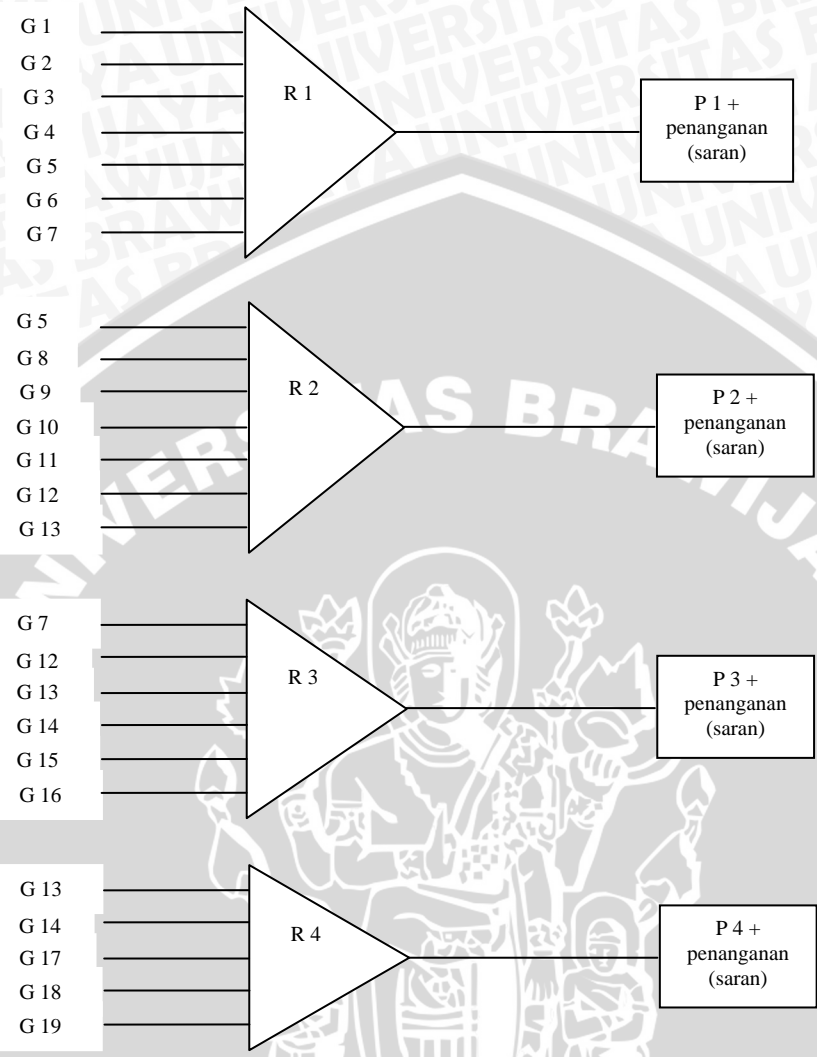 G 1
G 2
G 3
G 4
G 5
G 6
G 7
R 1
P 1 +
penanganan
(saran)
G 5
G 8
G 9
G 10
G 11
G 12
G 13
R 2
P 2 +
penanganan
(saran)
G 7
G 12
G 13
G 14
G 15
G 16
R 3
P 3 +
penanganan
(saran)
G 13
G 14
G 17
G 18
G 19
R 4
P 4 +
penanganan
(saran)